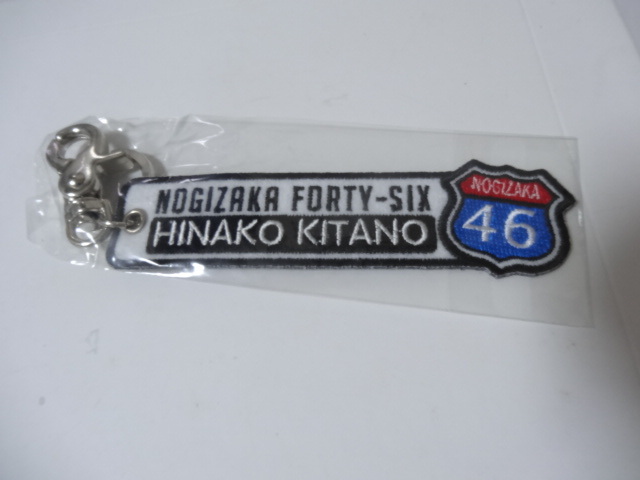 NOGIZAKA FORTY-SIX
HINAKO KITANO
NOGIZAKA
46